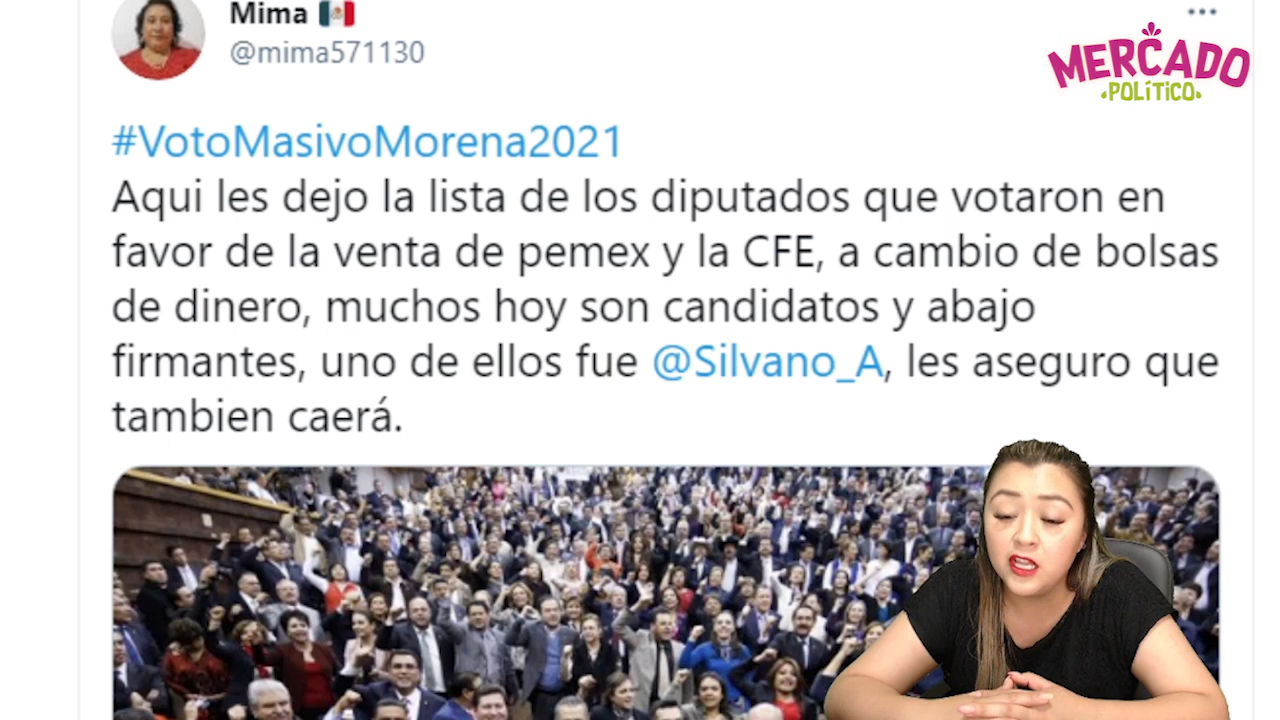 Mima
@mima571130
MERCADO
POLÍTICO
#VotoMasivoMorena2021
Aqui les dejo la lista de los diputados que votaron en
favor de la venta de pemex y la CFE, a cambio de bolsas
de dinero, muchos hoy son candidatos y abajo
firmantes, uno de ellos fue @Silvano_A, les aseguro que
tambien caerá.